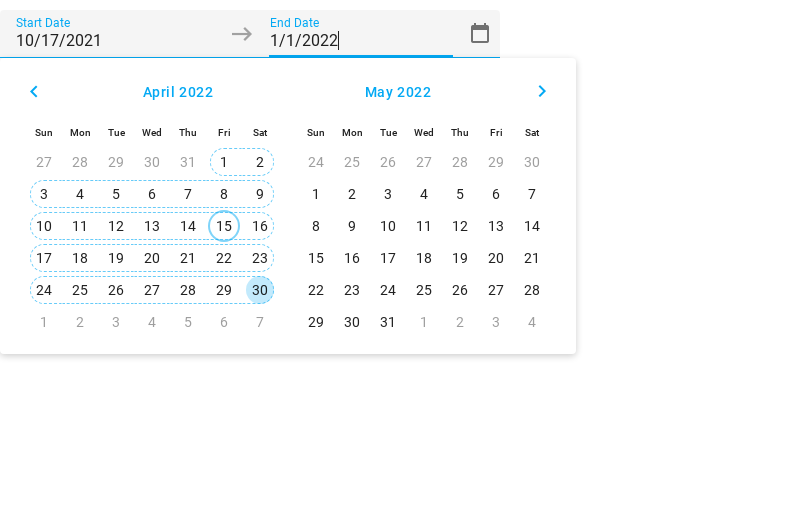 Start Date
10/17/2021
End Date
1/1/2022
April 2022
Sun Mon Tue Wed Thu Fri Sat
27 28 29 30 31 1 2
3 4 5 6 7 8 9
10 11 12 13 14 15 16
17 18 19 20 21 22 23
24 25 26 27 28 29 30
1 2 3 4 5 6 7
May 2022
Sun Mon Tue Wed Thu Fri Sat
24 25 26 27 28 29 30
1 2 3 4 5 6 7
8 9 10 11 12 13 14
15 16 17 18 19 20 21
22 23 24 25 26 27 28
29 30 31 1 2 3 4